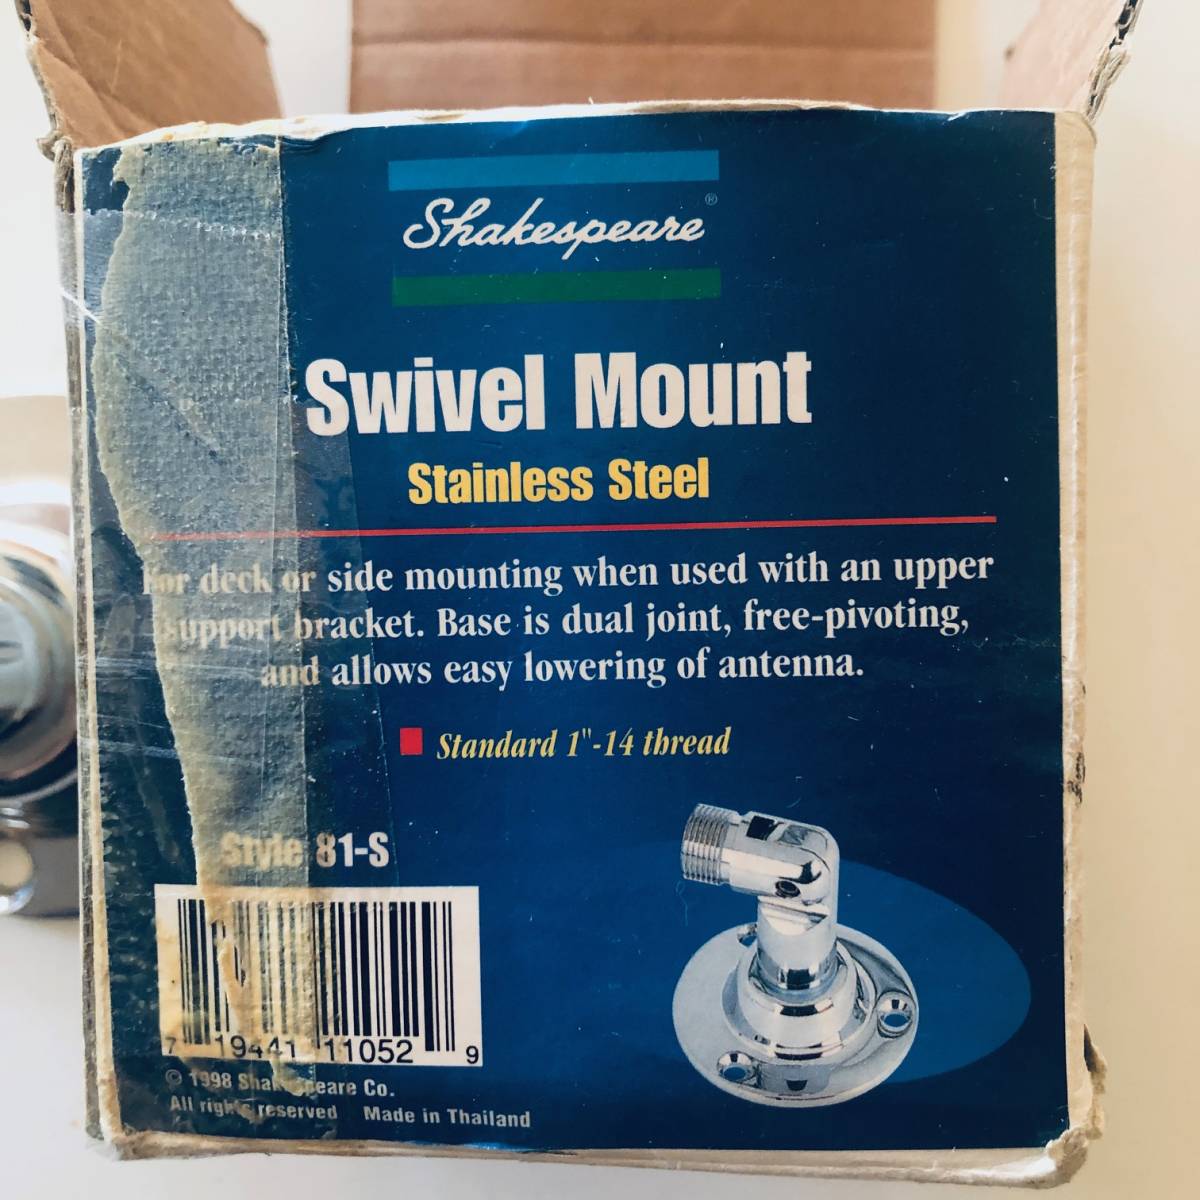 Shakespeare®
Swivel Mount
Stainless Steel
For deck or side mounting when used with an upper
support bracket. Base is dual joint, free-pivoting,
and allows easy lowering of antenna.
Standard 1"-14 thread
Style 81-S
7 19441 11052 9
© 1998 Shakespeare Co.
All rights reserved Made in Thailand